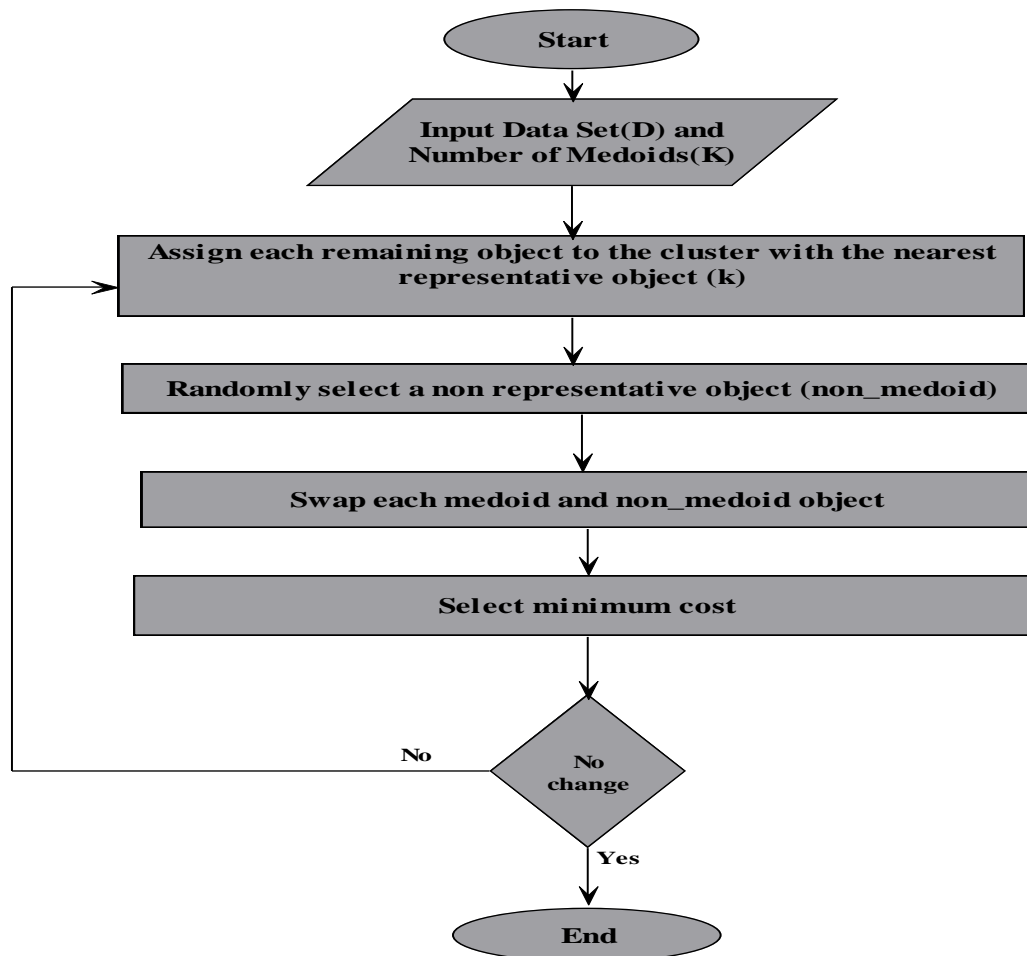 Start
Input Data Set(D) and
Number of Medoids(K)
Assign each remaining object to the cluster with the nearest
representative object (k)
Randomly select a non representative object (non_medoid)
Swap each medoid and non_medoid object
Select minimum cost
No
No
change
Yes
End